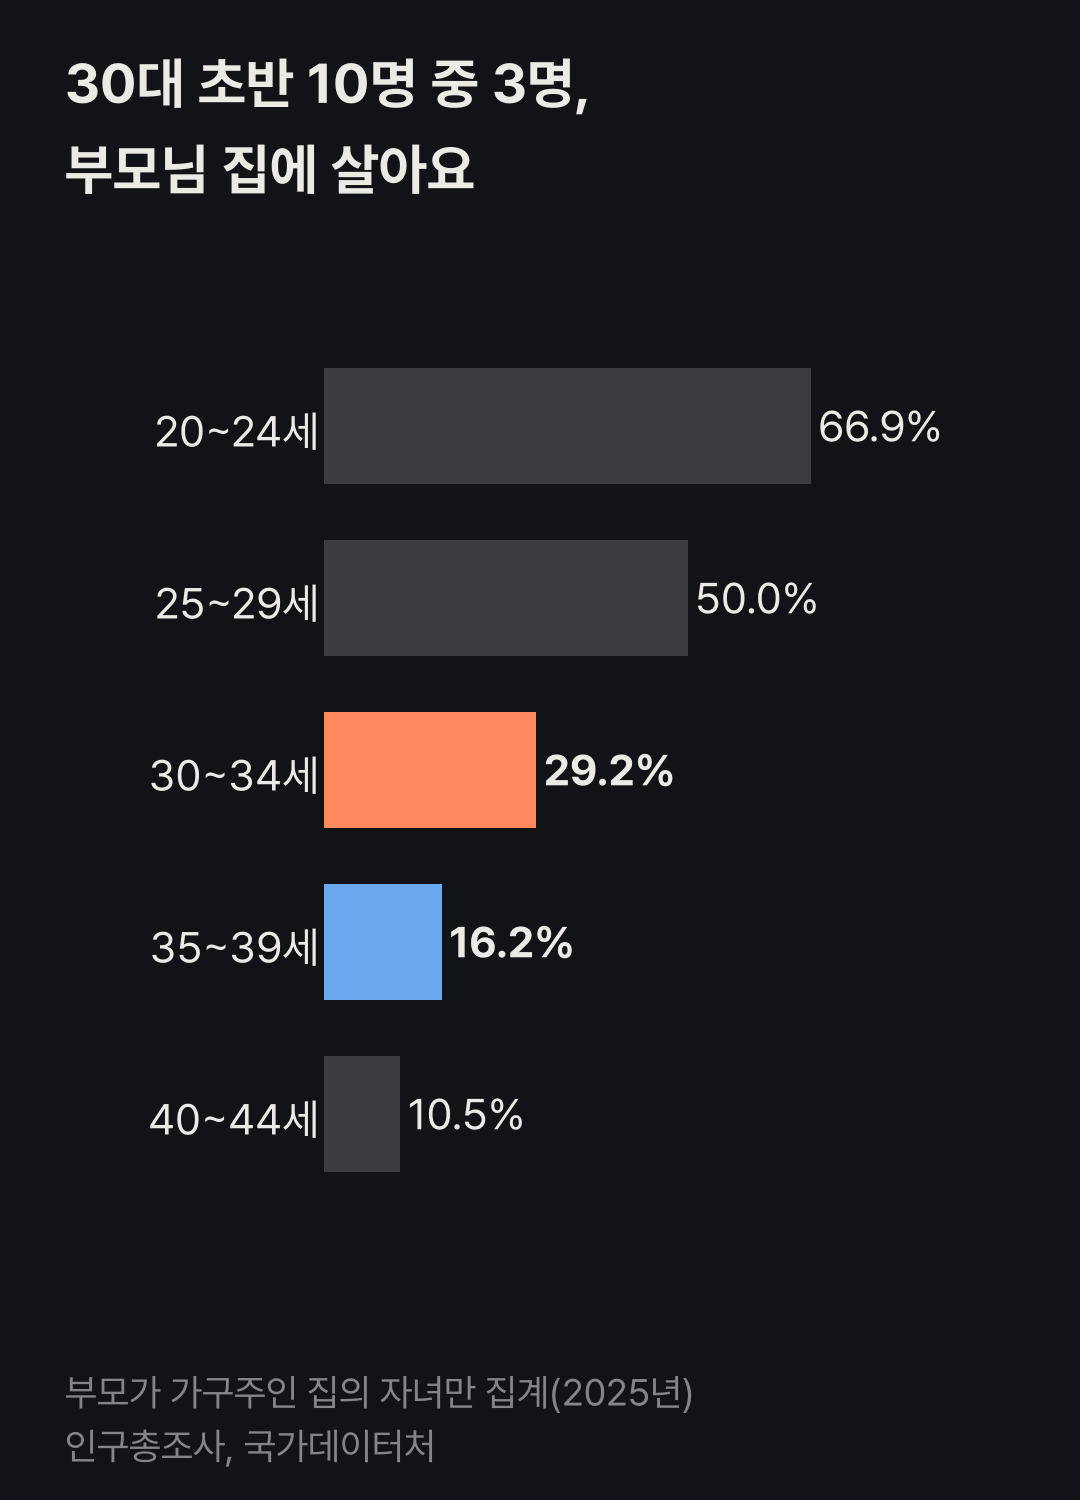 30대 초반 10명 중 3명,
부모님 집에 살아요
20~24세 66.9%
25~29세 50.0%
30~34세 29.2%
35~39세 16.2%
40~44세 10.5%
부모가 가구주인 집의 자녀만 집계(2025년)
인구총조사, 국가데이터처